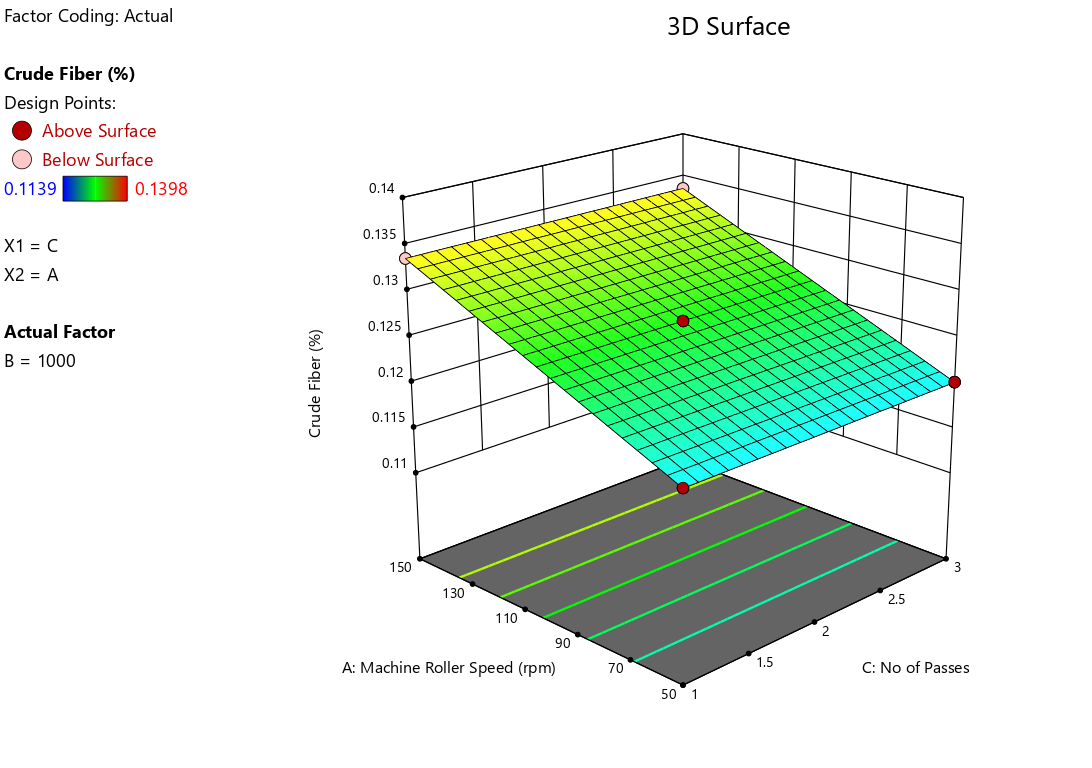 Factor Coding: Actual
3D Surface
Crude Fiber (%)
Design Points:
Above Surface
Below Surface
0.1139 0.1398
X1 = C
X2 = A
Actual Factor
B = 1000
0.14
0.135
0.13
0.125
0.12
0.115
0.11
Crude Fiber (%)
150
130
110
90
70
50
A: Machine Roller Speed (rpm)
1
1.5
2
2.5
3
C: No of Passes